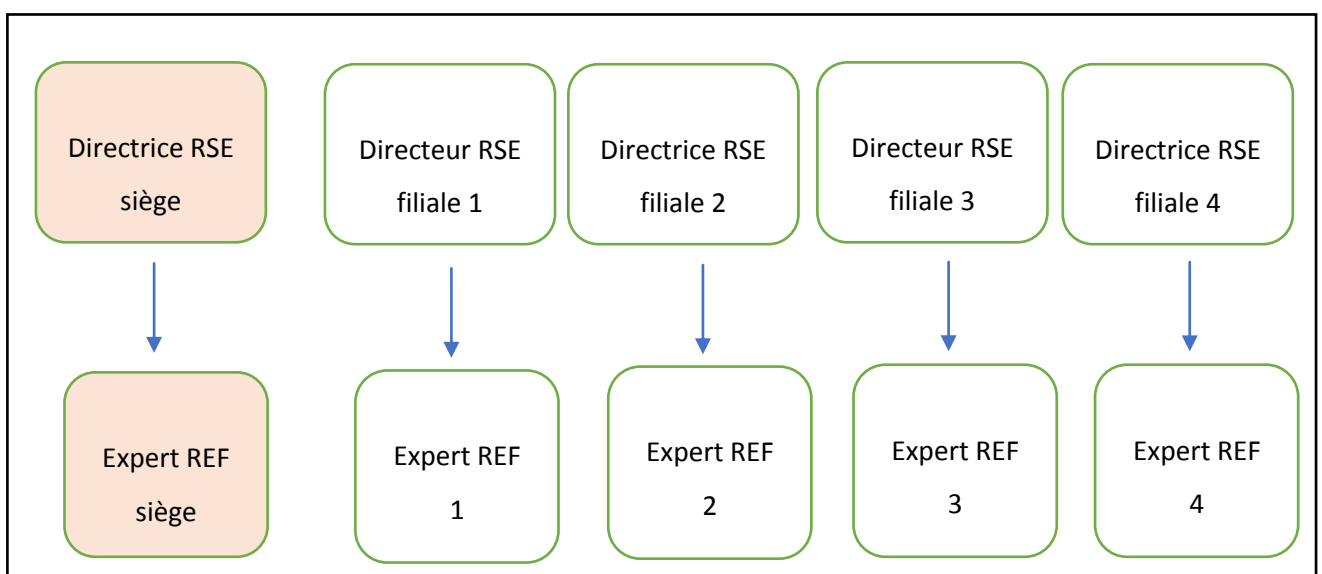 Directrice RSE
siège
Directeur RSE
filiale 1
Directrice RSE
filiale 2
Directeur RSE
filiale 3
Directrice RSE
filiale 4
Expert REF
siège
Expert REF
1
Expert REF
2
Expert REF
3
Expert REF
4